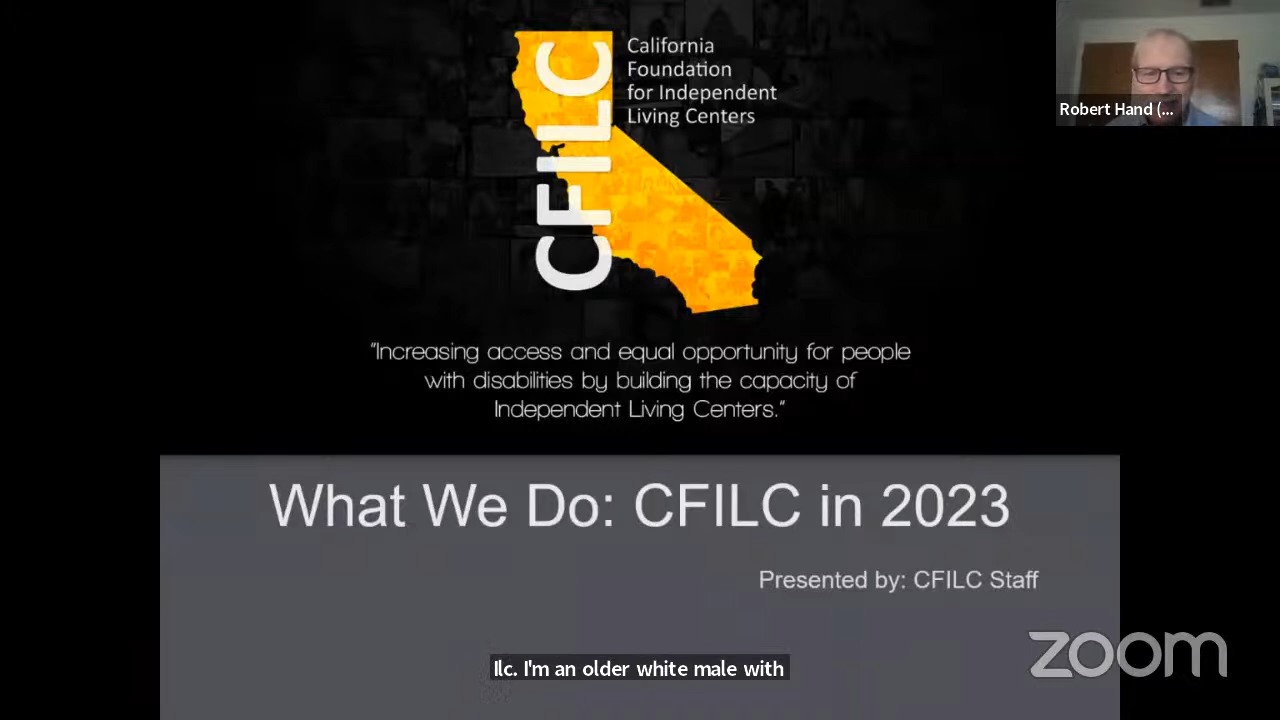 CFILC
California
Foundation
for Independent
Living Centers
Robert Hand (...
"Increasing access and equal opportunity for people
with disabilities by building the capacity of
Independent Living Centers."
What We Do: CFILC in 2023
Presented by: CFILC Staff
Ilc. I'm an older white male with
zoom